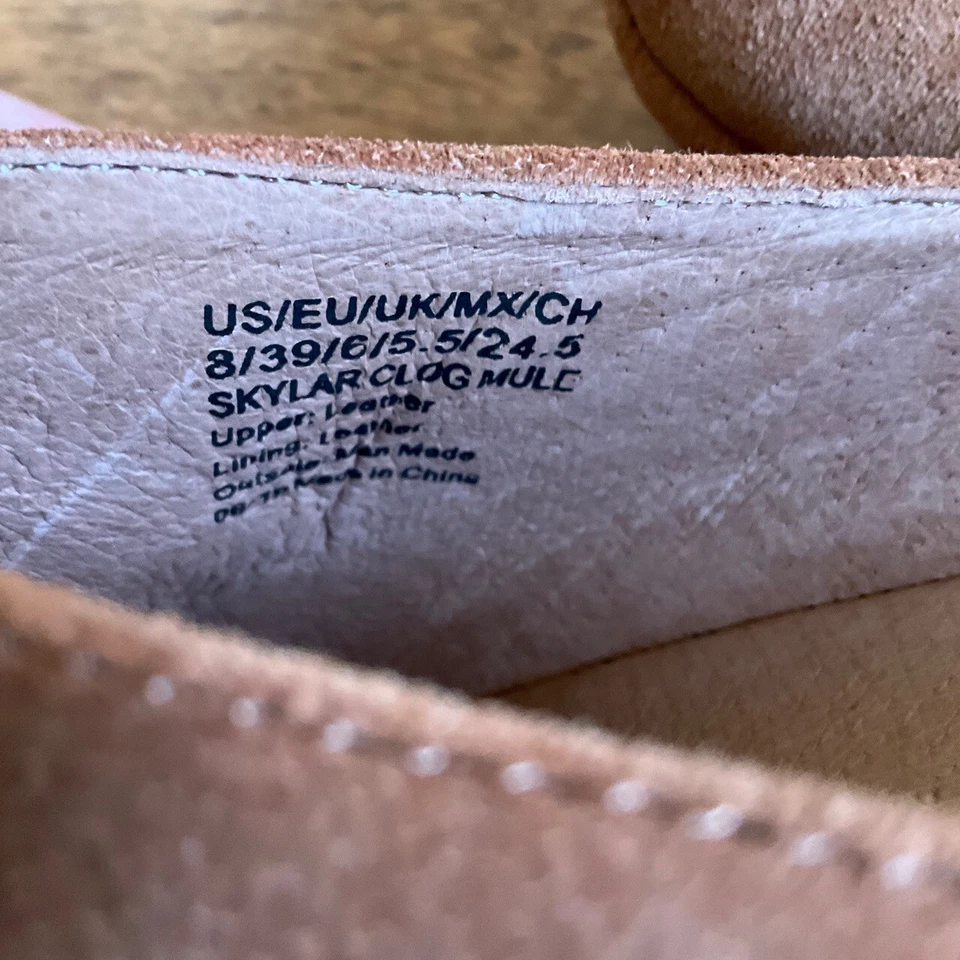 US/EU/UK/MX/CH
8/39/6/5.5/24.5
SKYLAR CLOG MULE
Upper: Leather
Lining: Leather
Outsole: Man Made
Made in China